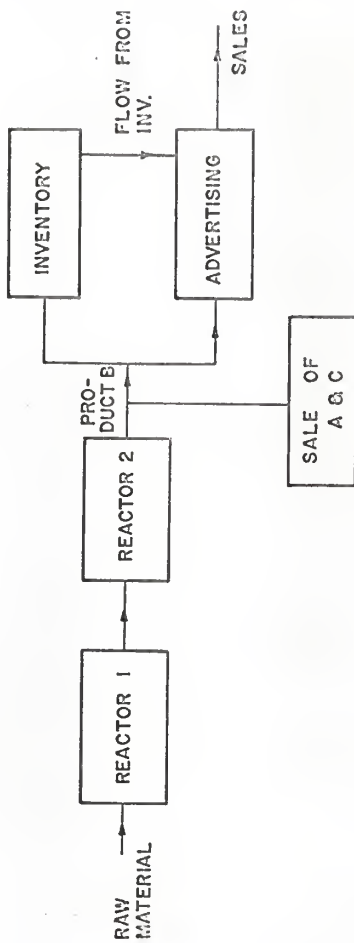 RAW
MATERIAL
REACTOR 1
REACTOR 2
PRO-
DUCT B
INVENTORY
FLOW FROM
INV.
ADVERTISING
SALES
SALE OF
A & C